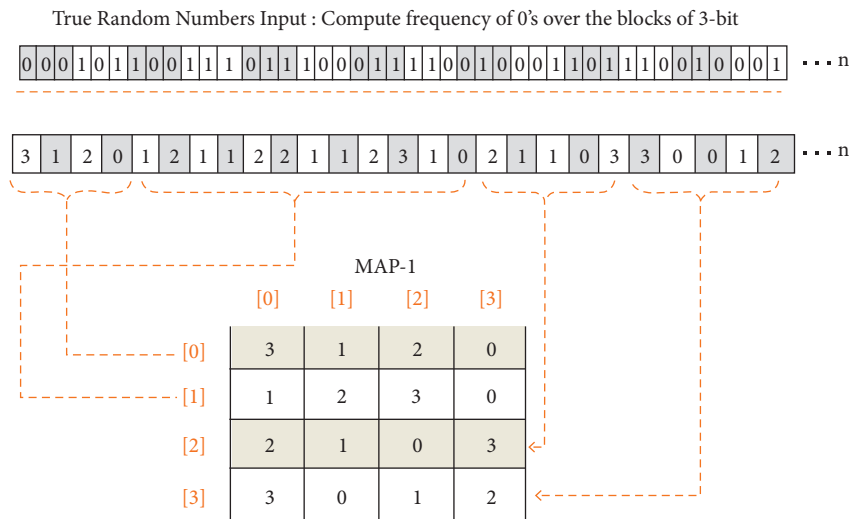 True Random Numbers Input : Compute frequency of 0's over the blocks of 3-bit
0 0 0 1 0 1 1 0 0 1 1 1 0 1 1 1 0 0 0 1 1 1 1 0 0 1 0 0 0 1 1 0 1 1 1 0 0 1 0 0 0 1 ... n
3 1 2 0 1 2 1 1 2 2 1 1 2 3 1 0 2 1 1 0 3 3 0 0 1 2 ... n
MAP-1
[0] [1] [2] [3]
[0] 3 1 2 0
[1] 1 2 3 0
[2] 2 1 0 3
[3] 3 0 1 2